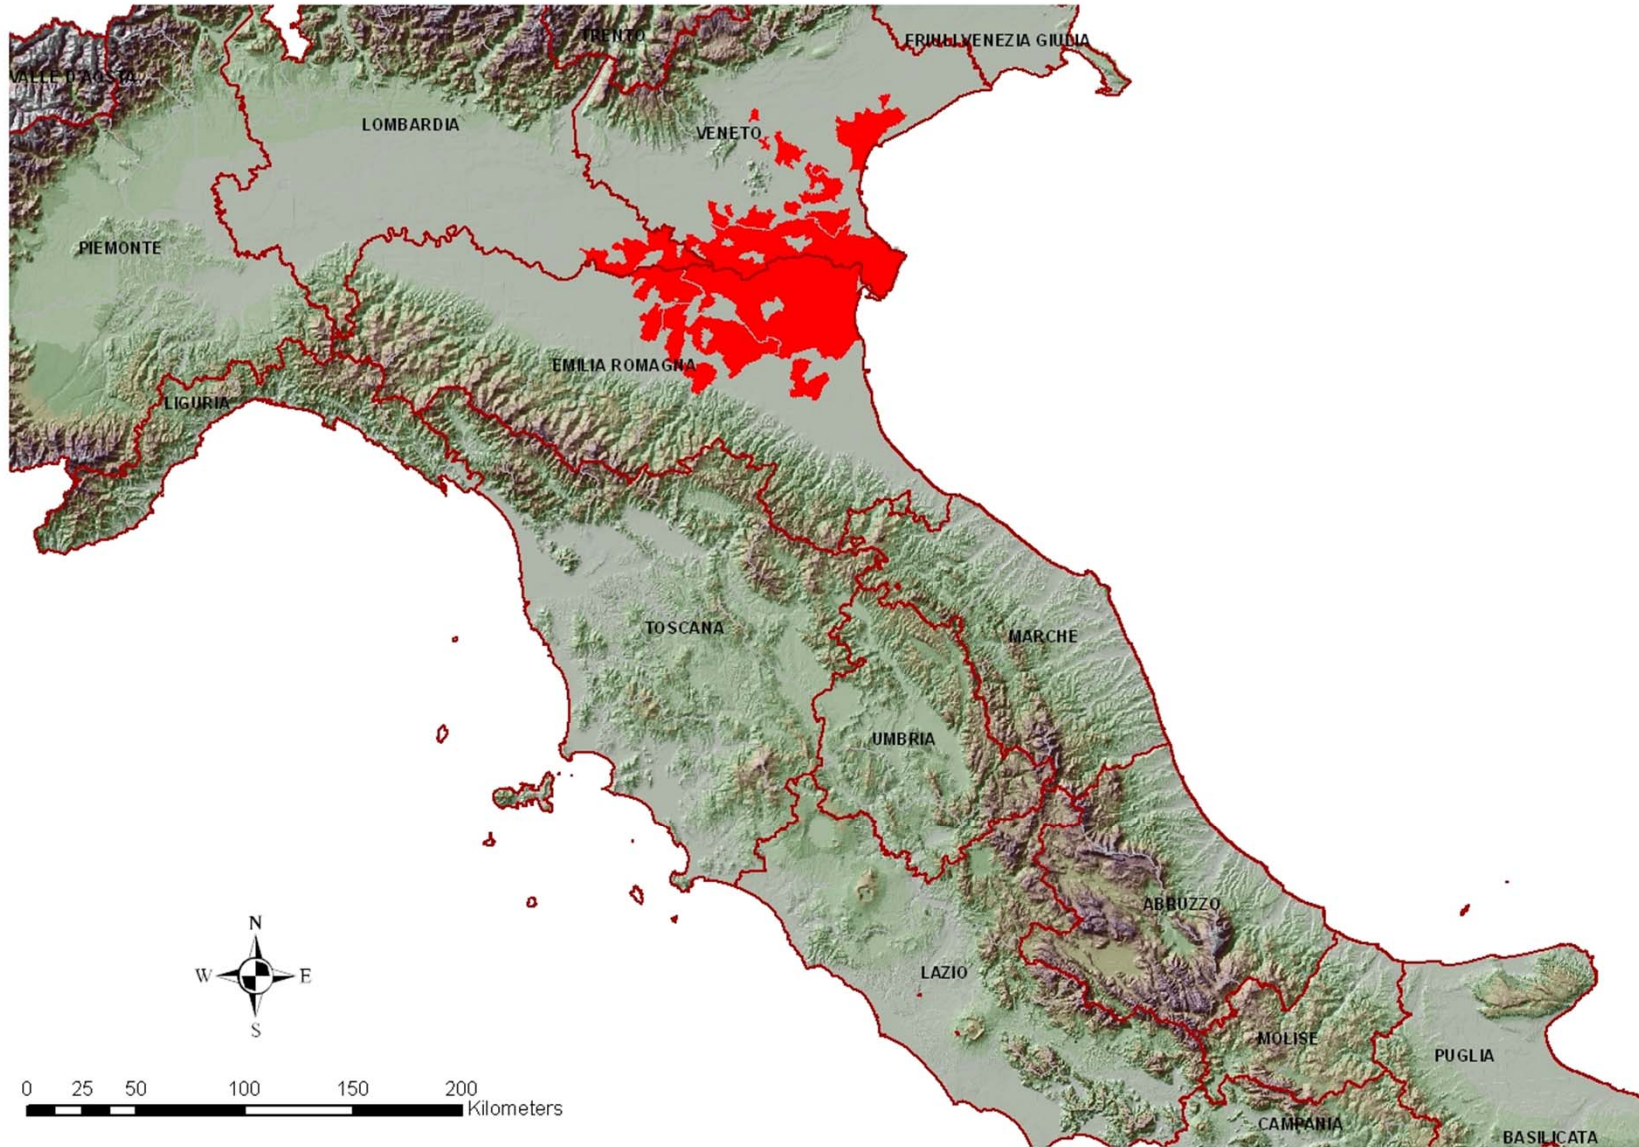 TRENTO
FRIULI VENEZIA GIULIA
VALLE D'AOSTA
LOMBARDIA
VENETO
PIEMONTE
EMILIA ROMAGNA
LIGURIA
TOSCANA
MARCHE
UMBRIA
ABRUZZO
LAZIO
MOLISE
PUGLIA
CAMPANIA
BASILICATA
N
W E
S
0 25 50 100 150 200
Kilometers